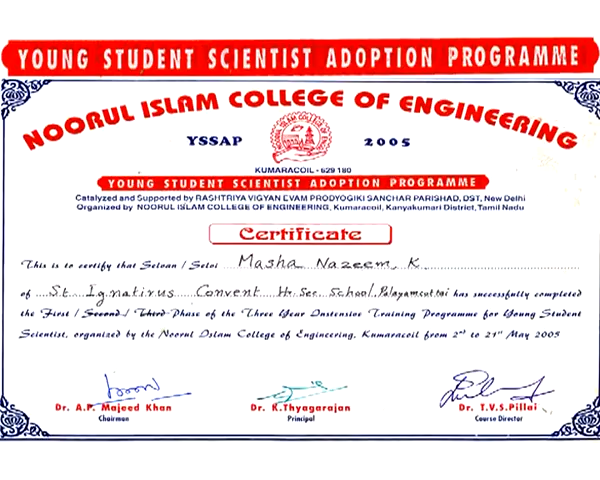 YOUNG STUDENT SCIENTIST ADOPTION PROGRAMME
NOORUL ISLAM COLLEGE OF ENGINEERING
YSSAP 2005
KUMARACOIL - 629 180
YOUNG STUDENT SCIENTIST ADOPTION PROGRAMME
Catalyzed and Supported by RASHTRIYA VIGYAN EVAM PRODYOGIKI SANCHAR PARISHAD, DST, New Delhi
Organized by NOORUL ISLAM COLLEGE OF ENGINEERING, Kumaracoil, Kanyakumari District, Tamil Nadu
Certificate
This is to certify that Selvan / Selvi Masha Nazeem. K
of St. Ignatirus Convent Hr. Sec. School, Palayamcottai has successfully completed
the First / Second / Third Phase of the Three Year Instensive Training Programme for Young Student
Scientist, organized by the Noorul Islam College of Engineering, Kumaracoil from 2nd to 21st May 2005
Dr. A.P. Majeed Khan Dr. K.Thyagarajan Dr. T.V.S.Pillai
Chairman Principal Course Director